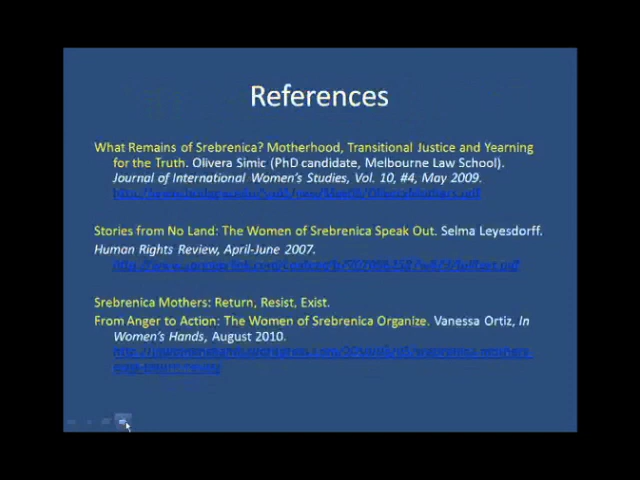 References
What Remains of Srebrenica? Motherhood, Transitional Justice and Yearning
for the Truth. Olivera Simic (PhD candidate, Melbourne Law School).
Journal of International Women's Studies, Vol. 10, #4, May 2009.
Stories from No Land: The Women of Srebrenica Speak Out. Selma Leyesdorff.
Human Rights Review, April-June 2007.
Srebrenica Mothers: Return, Resist, Exist.
From Anger to Action: The Women of Srebrenica Organize. Vanessa Ortiz, In
Women's Hands, August 2010.